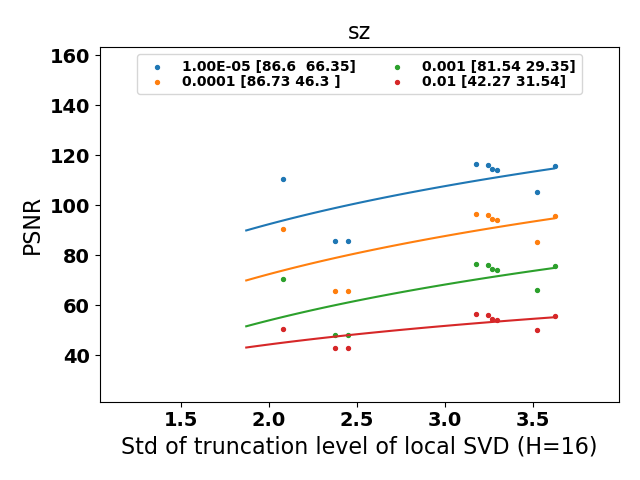 sz
1.00E-05 [86.6  66.35]
0.0001 [86.73 46.3 ]
0.001 [81.54 29.35]
0.01 [42.27 31.54]
160
140
120
100
80
60
40
PSNR
1.5 2.0 2.5 3.0 3.5
Std of truncation level of local SVD (H=16)